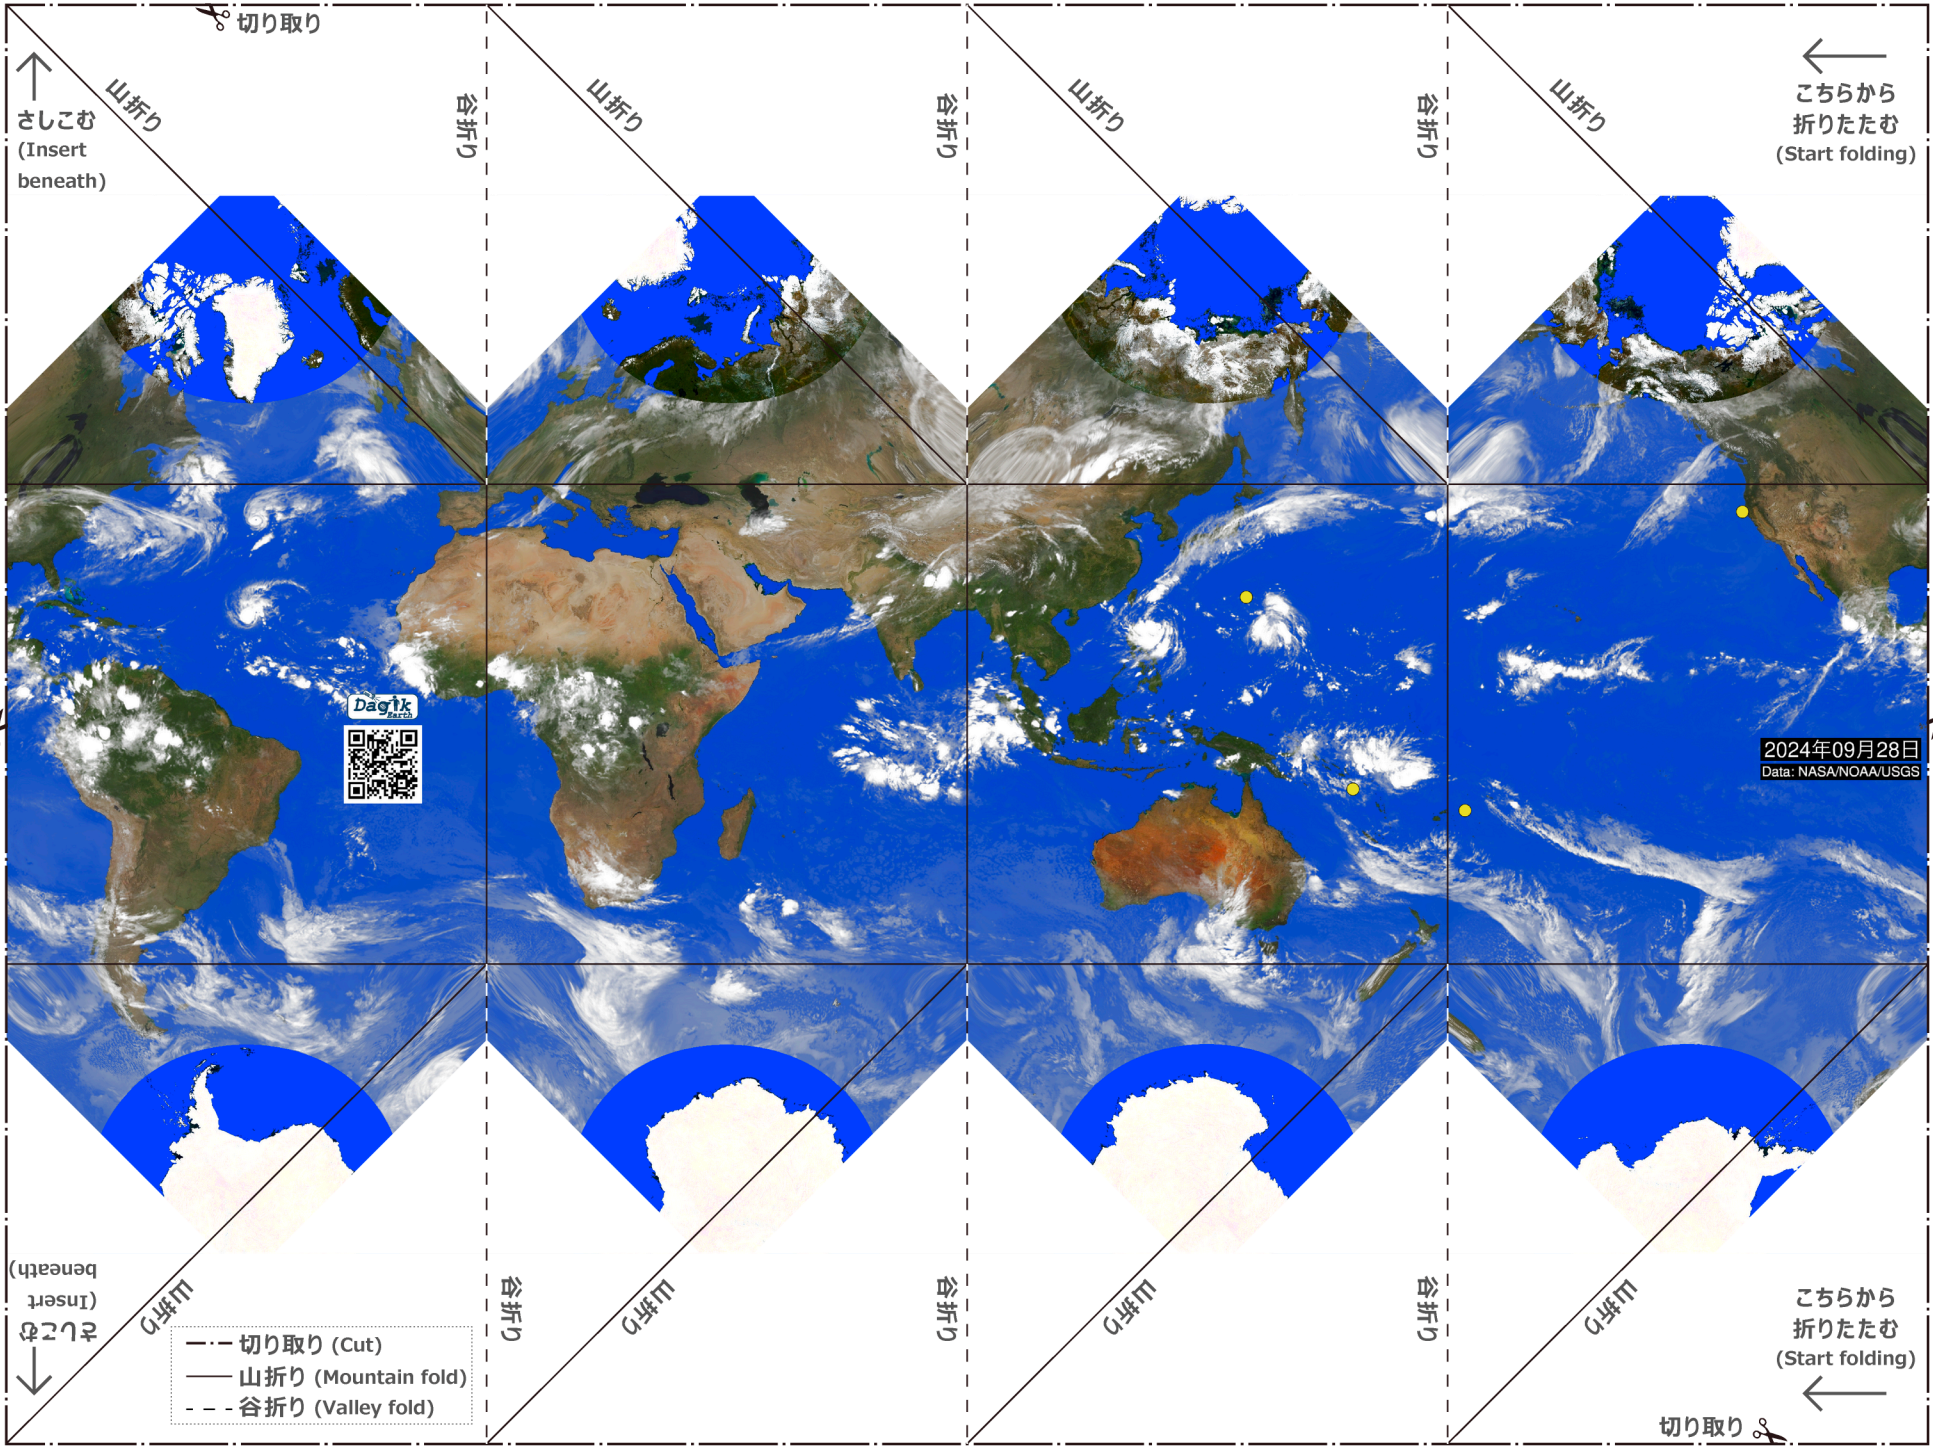 切り取り
山折り
谷折り
山折り
谷折り
山折り
谷折り
山折り
さしこむ
(Insert
beneath)
こちらから
折りたたむ
(Start folding)
Dagik
Earth
2024年09月28日
Data: NASA/NOAA/USGS
さしこむ
(Insert
beneath)
山折り
谷折り
山折り
谷折り
山折り
谷折り
山折り
こちらから
折りたたむ
(Start folding)
切り取り (Cut)
山折り (Mountain fold)
谷折り (Valley fold)
切り取り